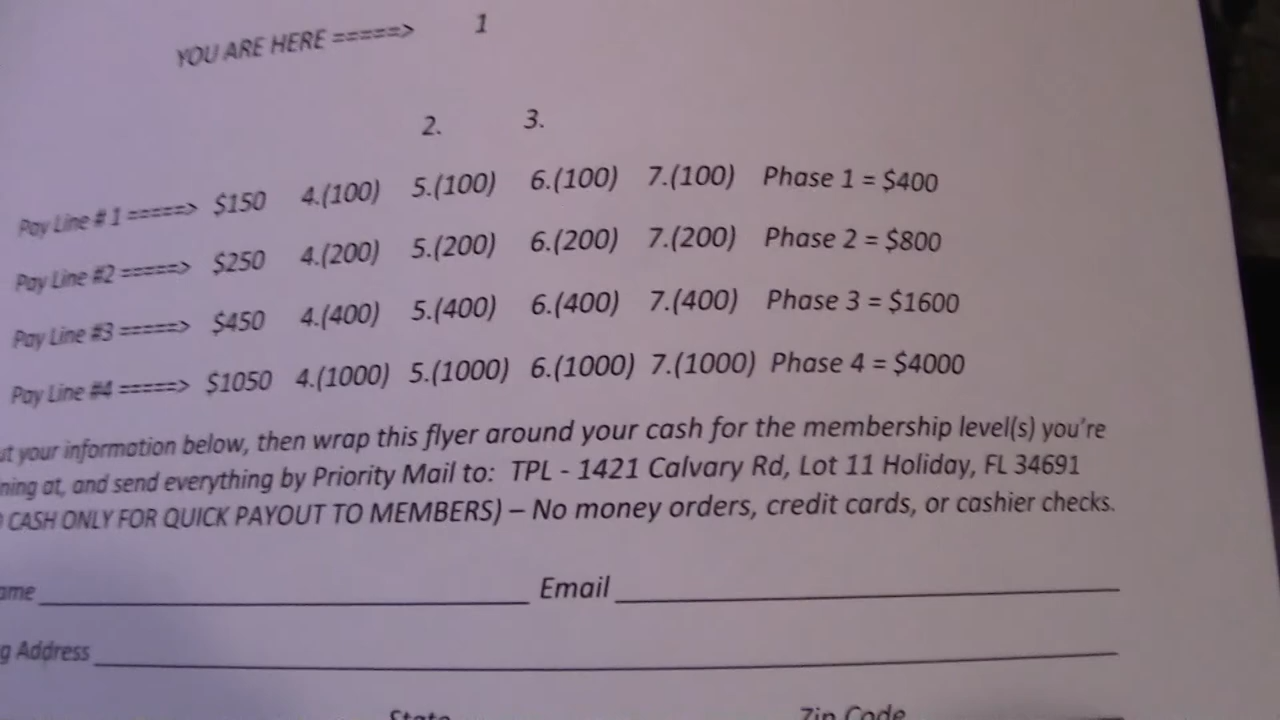 YOU ARE HERE =====> 1
2. 3.
Pay Line # 1 =====> $150 4.(100) 5.(100) 6.(100) 7.(100) Phase 1 = $400
Pay Line #2 =====> $250 4.(200) 5.(200) 6.(200) 7.(200) Phase 2 = $800
Pay Line #3 =====> $450 4.(400) 5.(400) 6.(400) 7.(400) Phase 3 = $1600
Pay Line #4 =====> $1050 4.(1000) 5.(1000) 6.(1000) 7.(1000) Phase 4 = $4000
ut your information below, then wrap this flyer around your cash for the membership level(s) you're
ning at, and send everything by Priority Mail to: TPL - 1421 Calvary Rd, Lot 11 Holiday, FL 34691
CASH ONLY FOR QUICK PAYOUT TO MEMBERS) – No money orders, credit cards, or cashier checks.
ame Email
g Address
State Zip Code